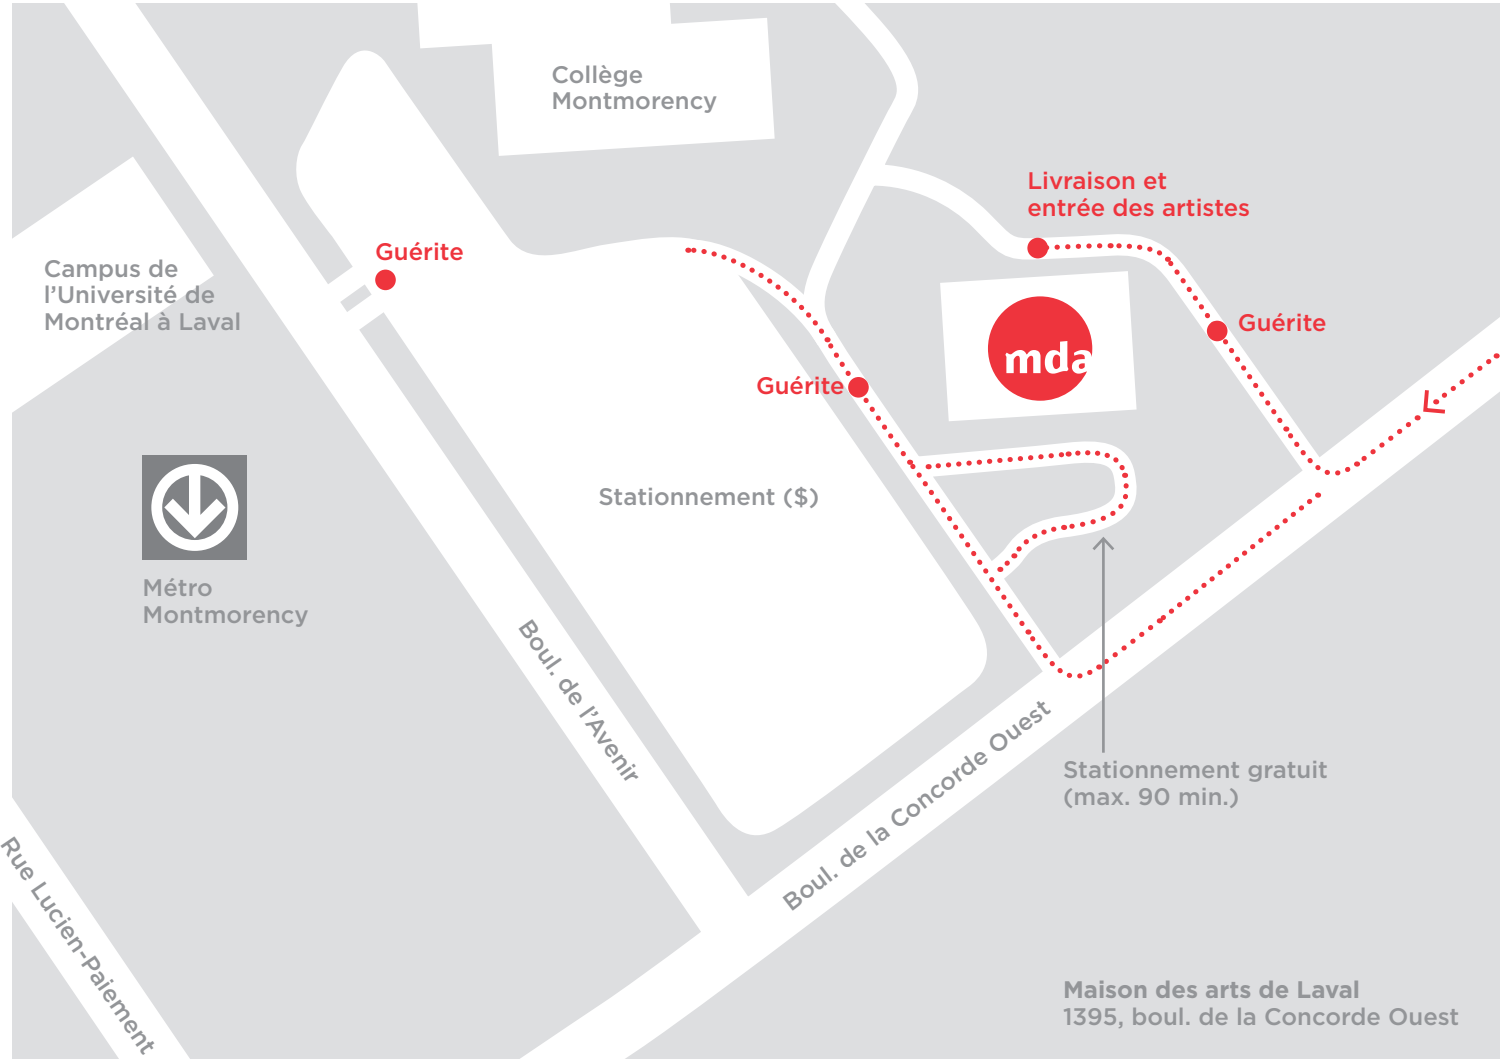 Collège
Montmorency
Livraison et
entrée des artistes
Guérite
Campus de
l'Université de
Montréal à Laval
Guérite
mda
Guérite
Stationnement ($)
Métro
Montmorency
Boul. de l'Avenir
Boul. de la Concorde Ouest
Stationnement gratuit
(max. 90 min.)
Rue Lucien-Paiement
Maison des arts de Laval
1395, boul. de la Concorde Ouest